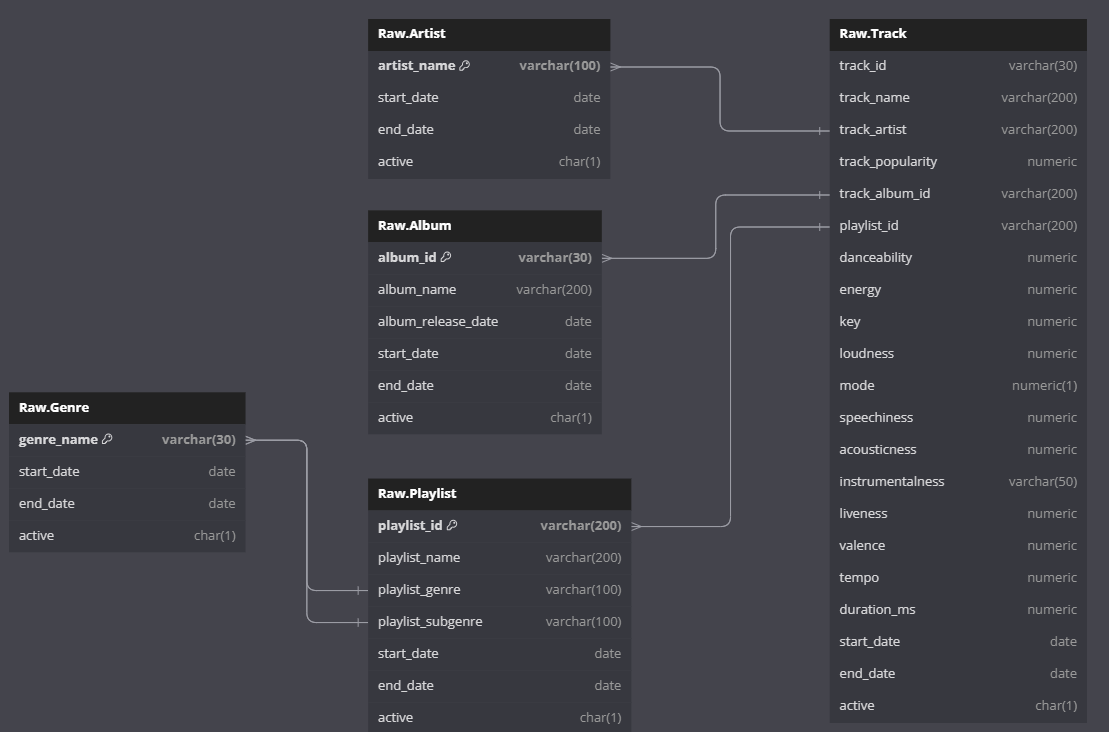 Raw.Artist
artist_name varchar(100)
start_date date
end_date date
active char(1)
Raw.Album
album_id varchar(30)
album_name varchar(200)
album_release_date date
start_date date
end_date date
active char(1)
Raw.Genre
genre_name varchar(30)
start_date date
end_date date
active char(1)
Raw.Playlist
playlist_id varchar(200)
playlist_name varchar(200)
playlist_genre varchar(100)
playlist_subgenre varchar(100)
start_date date
end_date date
active char(1)
Raw.Track
track_id varchar(30)
track_name varchar(200)
track_artist varchar(200)
track_popularity numeric
track_album_id varchar(200)
playlist_id varchar(200)
danceability numeric
energy numeric
key numeric
loudness numeric
mode numeric(1)
speechiness numeric
acousticness numeric
instrumentalness varchar(50)
liveness numeric
valence numeric
tempo numeric
duration_ms numeric
start_date date
end_date date
active char(1)